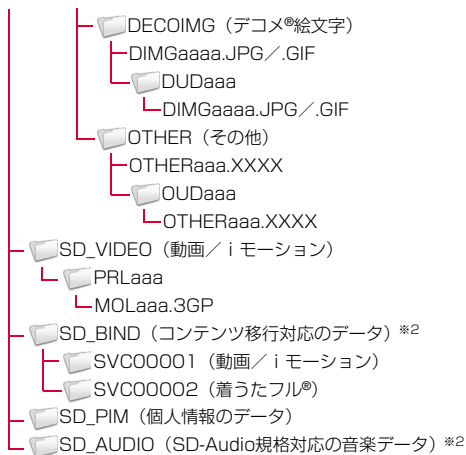 DECOIMG（デコメ®絵文字）
DIMGaaaa.JPG／.GIF
DUDaaa
DIMGaaaa.JPG／.GIF
OTHER（その他）
OTHERaaa.XXXX
OUDaaa
OTHERaaa.XXXX
SD_VIDEO（動画／ｉモーション）
PRLaaa
MOLaaa.3GP
SD_BIND（コンテンツ移行対応のデータ）※2
SVC00001（動画／ｉモーション）
SVC00002（着うたフル®）
SD_PIM（個人情報のデータ）
SD_AUDIO（SD-Audio規格対応の音楽データ）※2